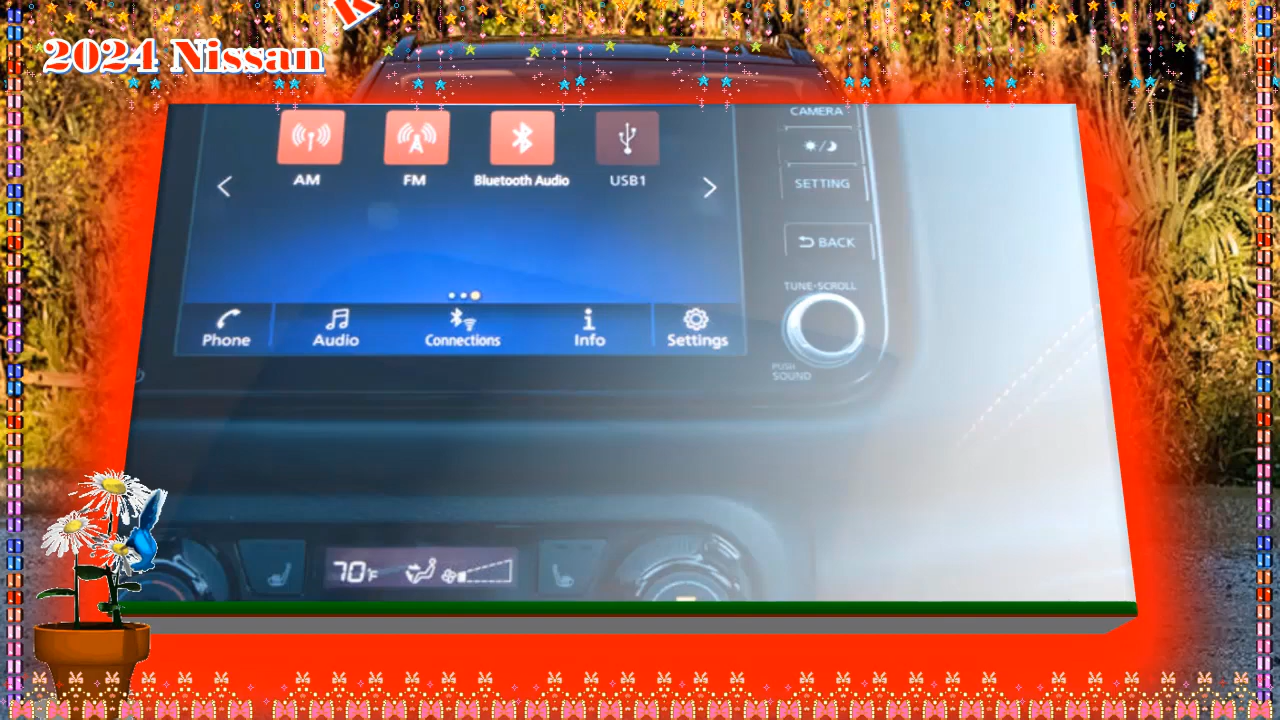 2024 Nissan
K
CAMERA
AM
FM
Bluetooth Audio
USB1
SETTING
BACK
TUNE·SCROLL
Phone
Audio
Connections
Info
Settings
PUSH
SOUND
70°F